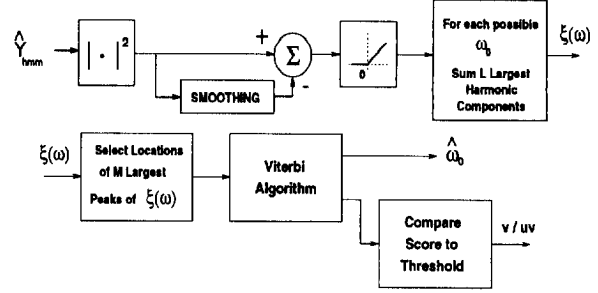 Ŷhmm
| • |²
+
Σ
-
SMOOTHING
0
For each possible
ω₀
Sum L Largest
Harmonic
Components
ξ(ω)
ξ(ω)
Select Locations
of M Largest
Peaks of ξ(ω)
Viterbi
Algorithm
ω̂₀
Compare
Score to
Threshold
v / uv